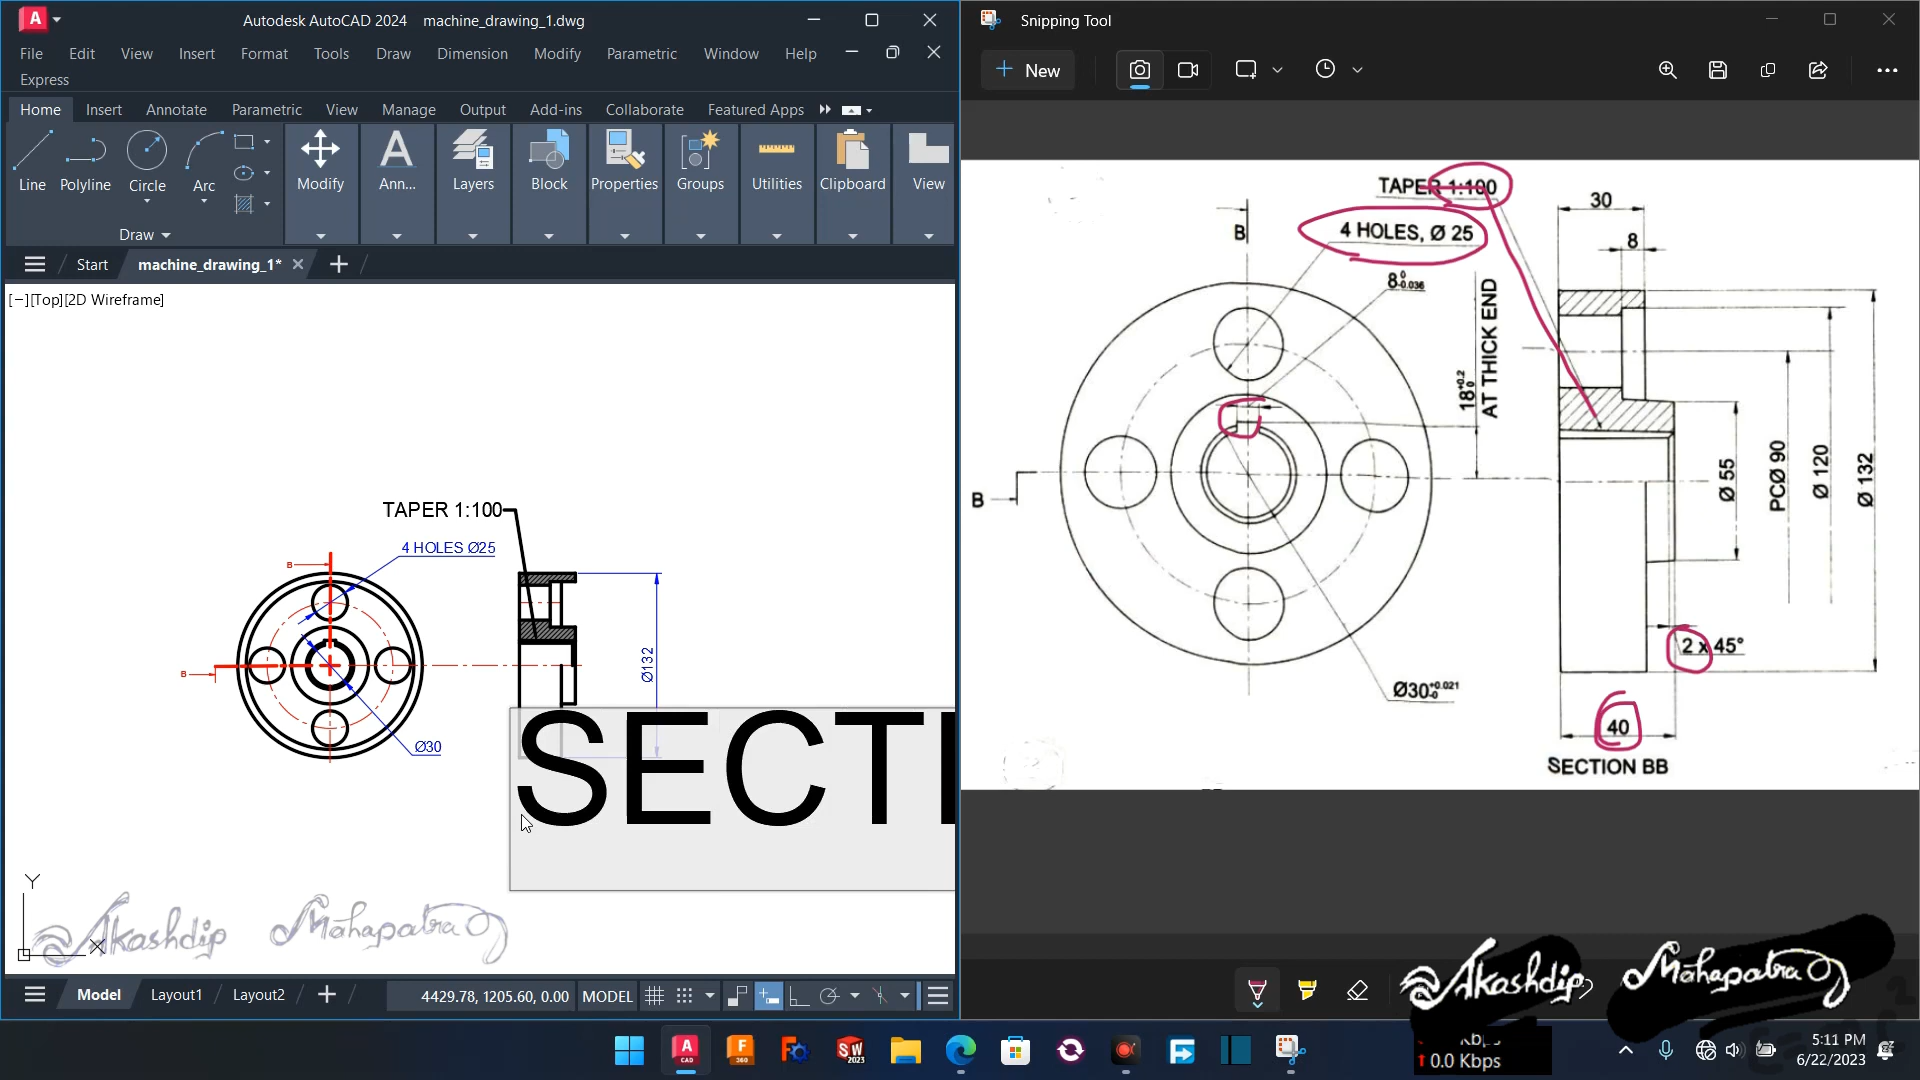 Autodesk AutoCAD 2024 machine_drawing_1.dwg
File Edit View Insert Format Tools Draw Dimension Modify Parametric Window Help
Express
Home Insert Annotate Parametric View Manage Output Add-ins Collaborate Featured Apps
Line Polyline Circle Arc Modify Ann... Layers Block Properties Groups Utilities Clipboard View
Draw
Start machine_drawing_1*
[−][Top][2D Wireframe]
TAPER 1:100
4 HOLES Ø25
B
Ø132
B
Ø30
SECTI
Y
X
Akashdip Mahapatra
Model Layout1 Layout2
4429.78, 1205.60, 0.00 MODEL
Snipping Tool
New
TAPER 1:100
30
B
4 HOLES, Ø 25
8
8 0 -0.036
AT THICK END
18 +0.2 0
B
Ø 55
PCØ 90
Ø 120
Ø 132
2 x 45°
Ø30 +0.021 -0
40
SECTION BB
Akashdip Mahapatra
A CAD
F 360
SW 2023
Kbps
0.0 Kbps
5:11 PM
6/22/2023